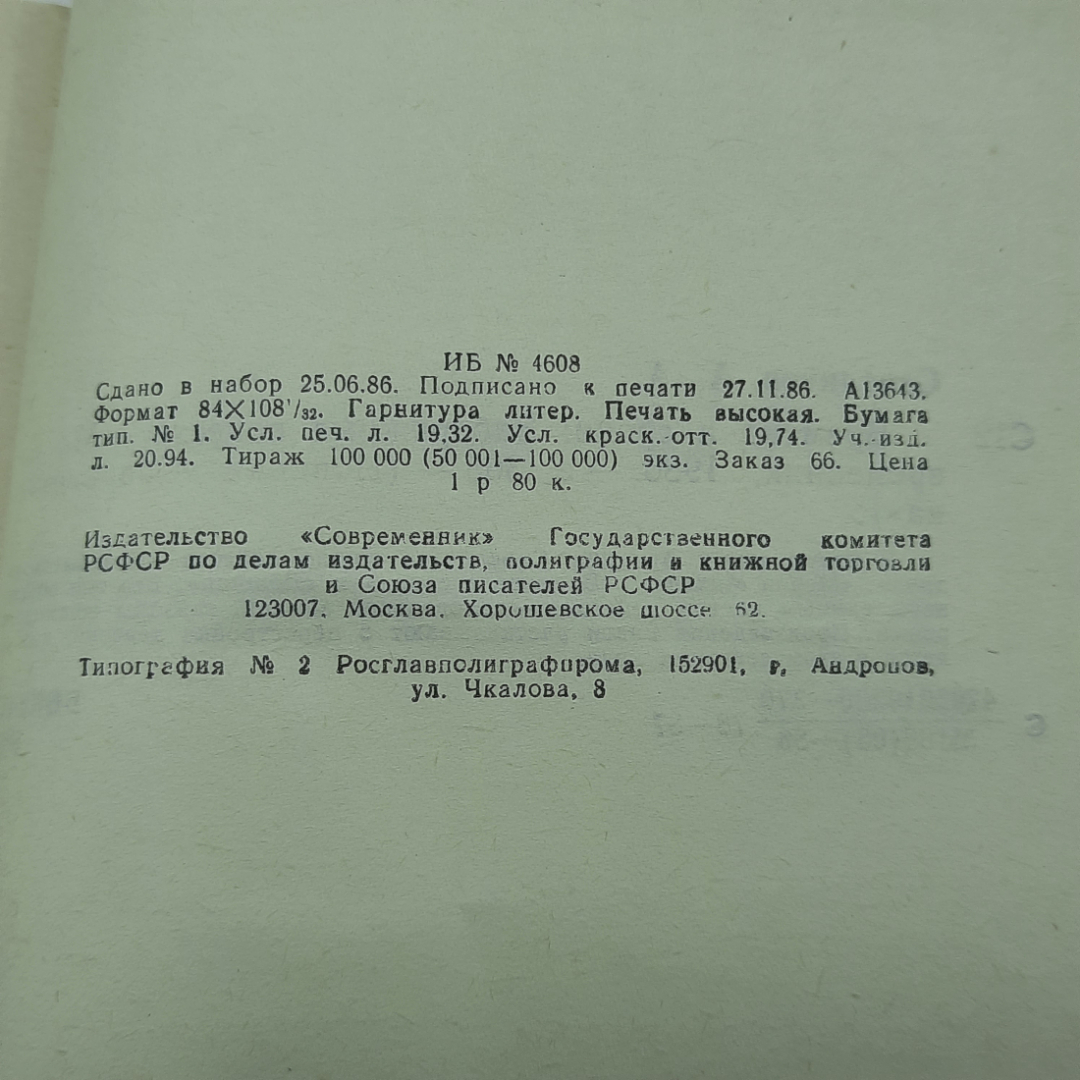 ИБ № 4608
Сдано в набор 25.06.86. Подписано к печати 27.11.86. А13643.
Формат 84×108¹/₃₂. Гарнитура литер. Печать высокая. Бумага
тип. № 1. Усл. печ. л. 19,32. Усл. краск.-отт. 19,74. Уч.-изд.
л. 20.94. Тираж 100 000 (50 001—100 000) экз. Заказ 66. Цена
1 р 80 к.
Издательство «Современник» Государственного комитета
РСФСР по делам издательств, полиграфии и книжной торговли
и Союза писателей РСФСР
123007, Москва, Хорошевское шоссе, 62.
Типография № 2 Росглавполиграфпрома, 152901, г. Андропов,
ул. Чкалова, 8